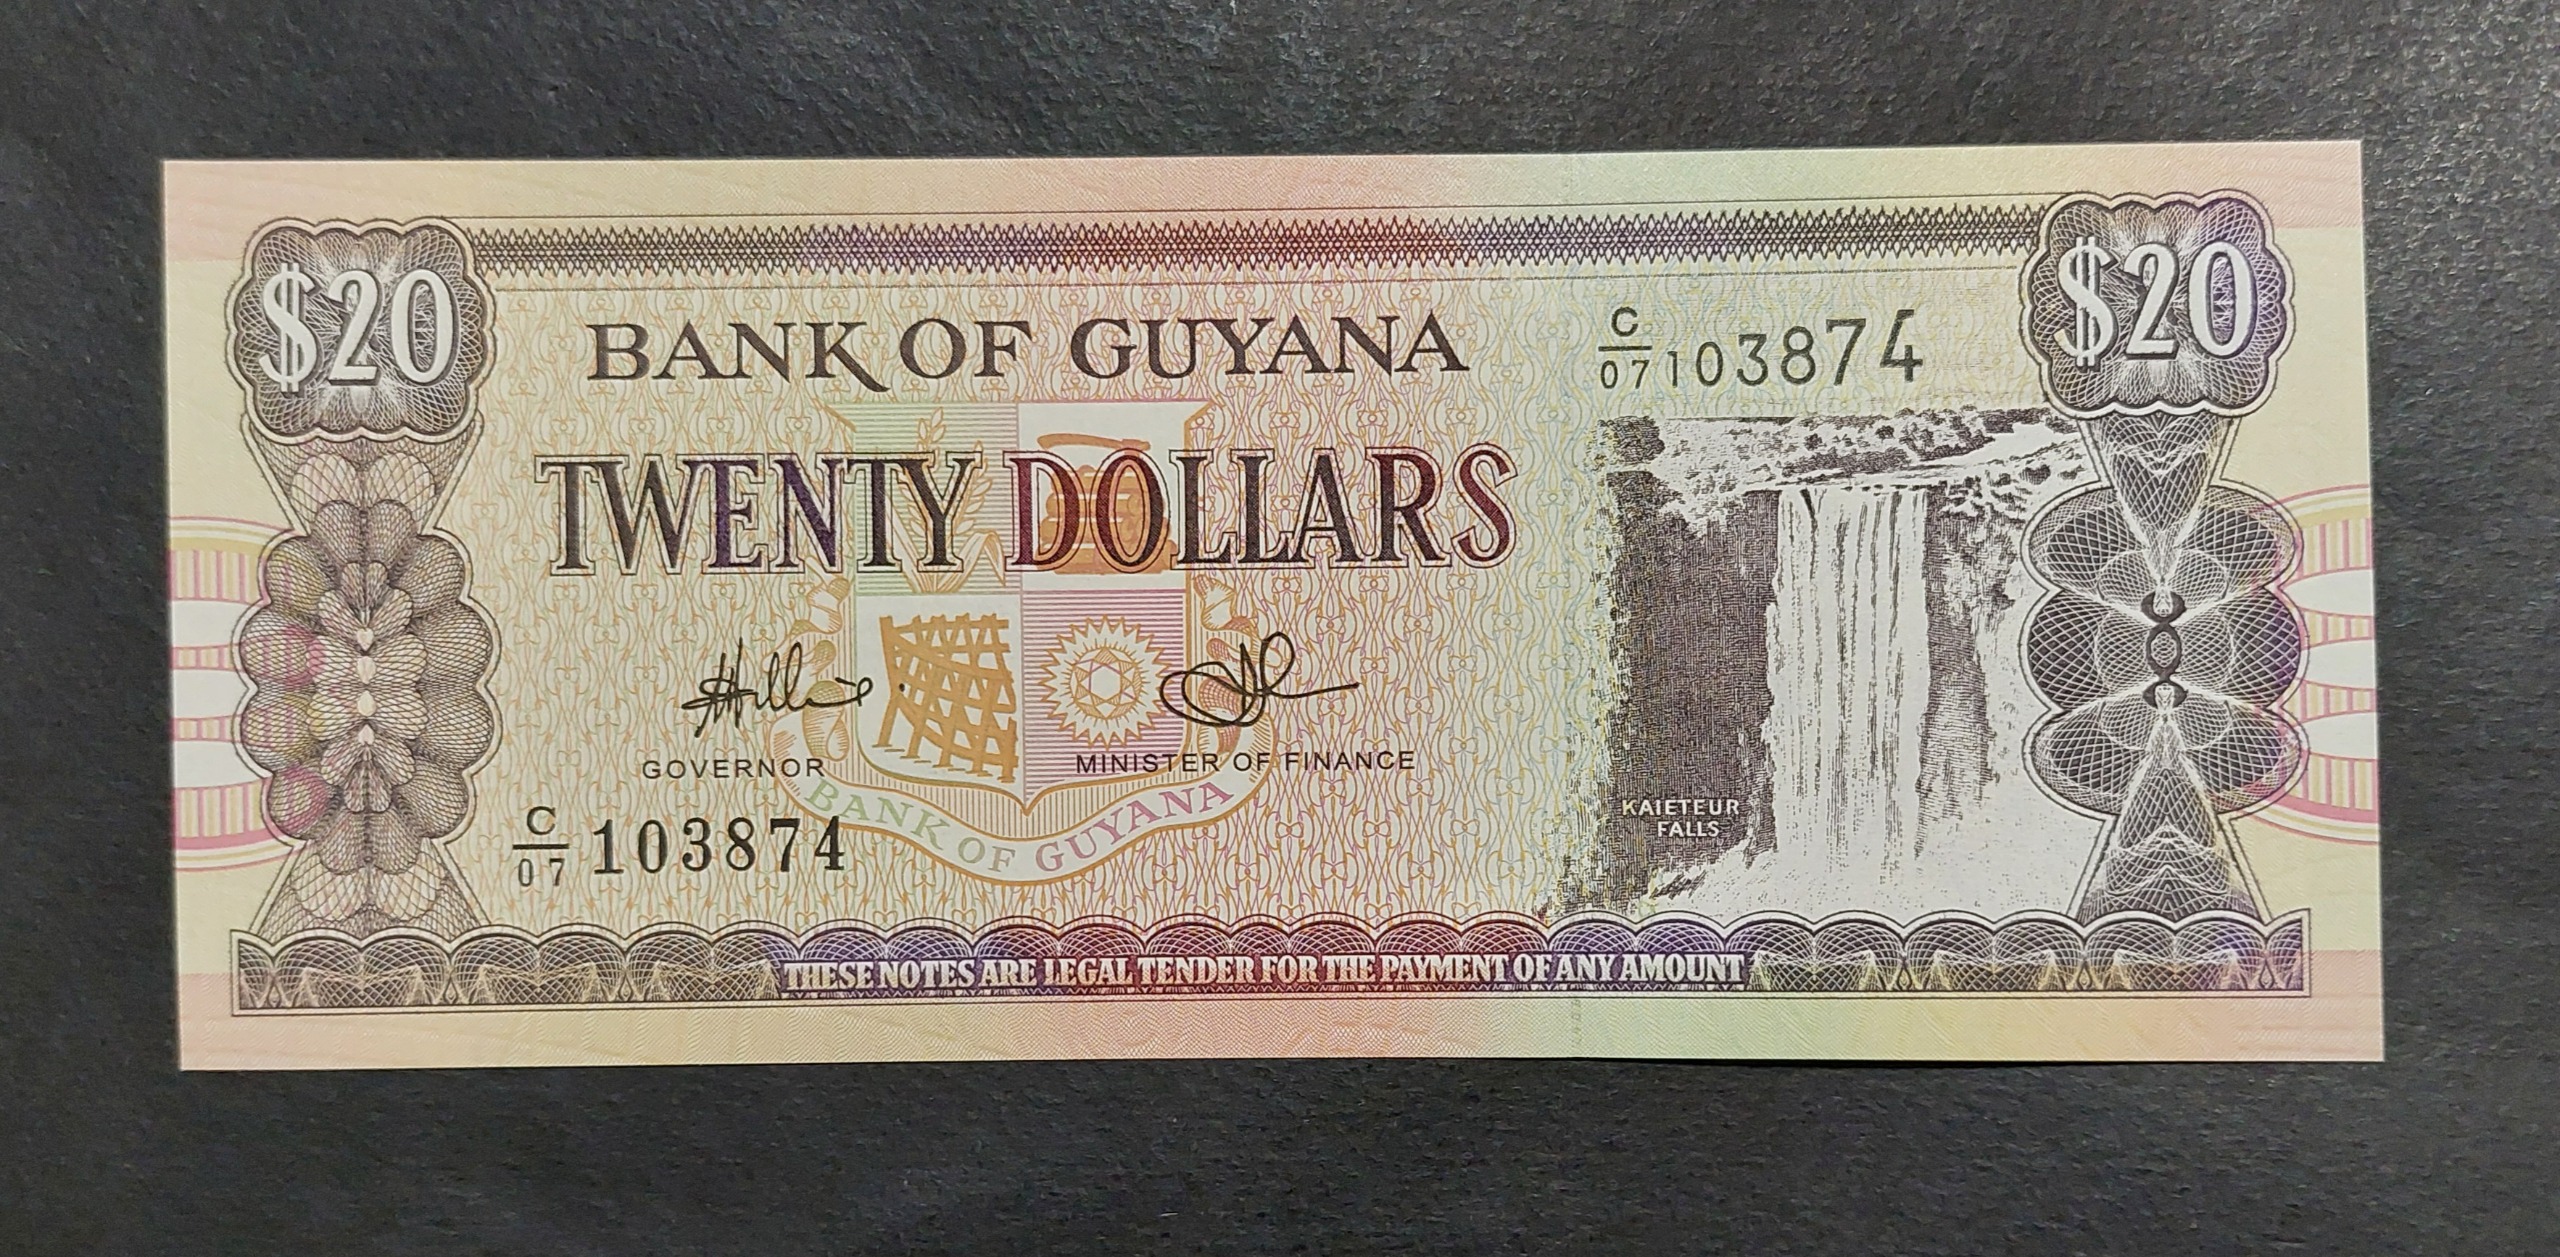 $20
$20
BANK OF GUYANA
C/07 103874
TWENTY DOLLARS
GOVERNOR
MINISTER OF FINANCE
KAIETEUR
FALLS
C/07 103874
BANK OF GUYANA
THESE NOTES ARE LEGAL TENDER FOR THE PAYMENT OF ANY AMOUNT